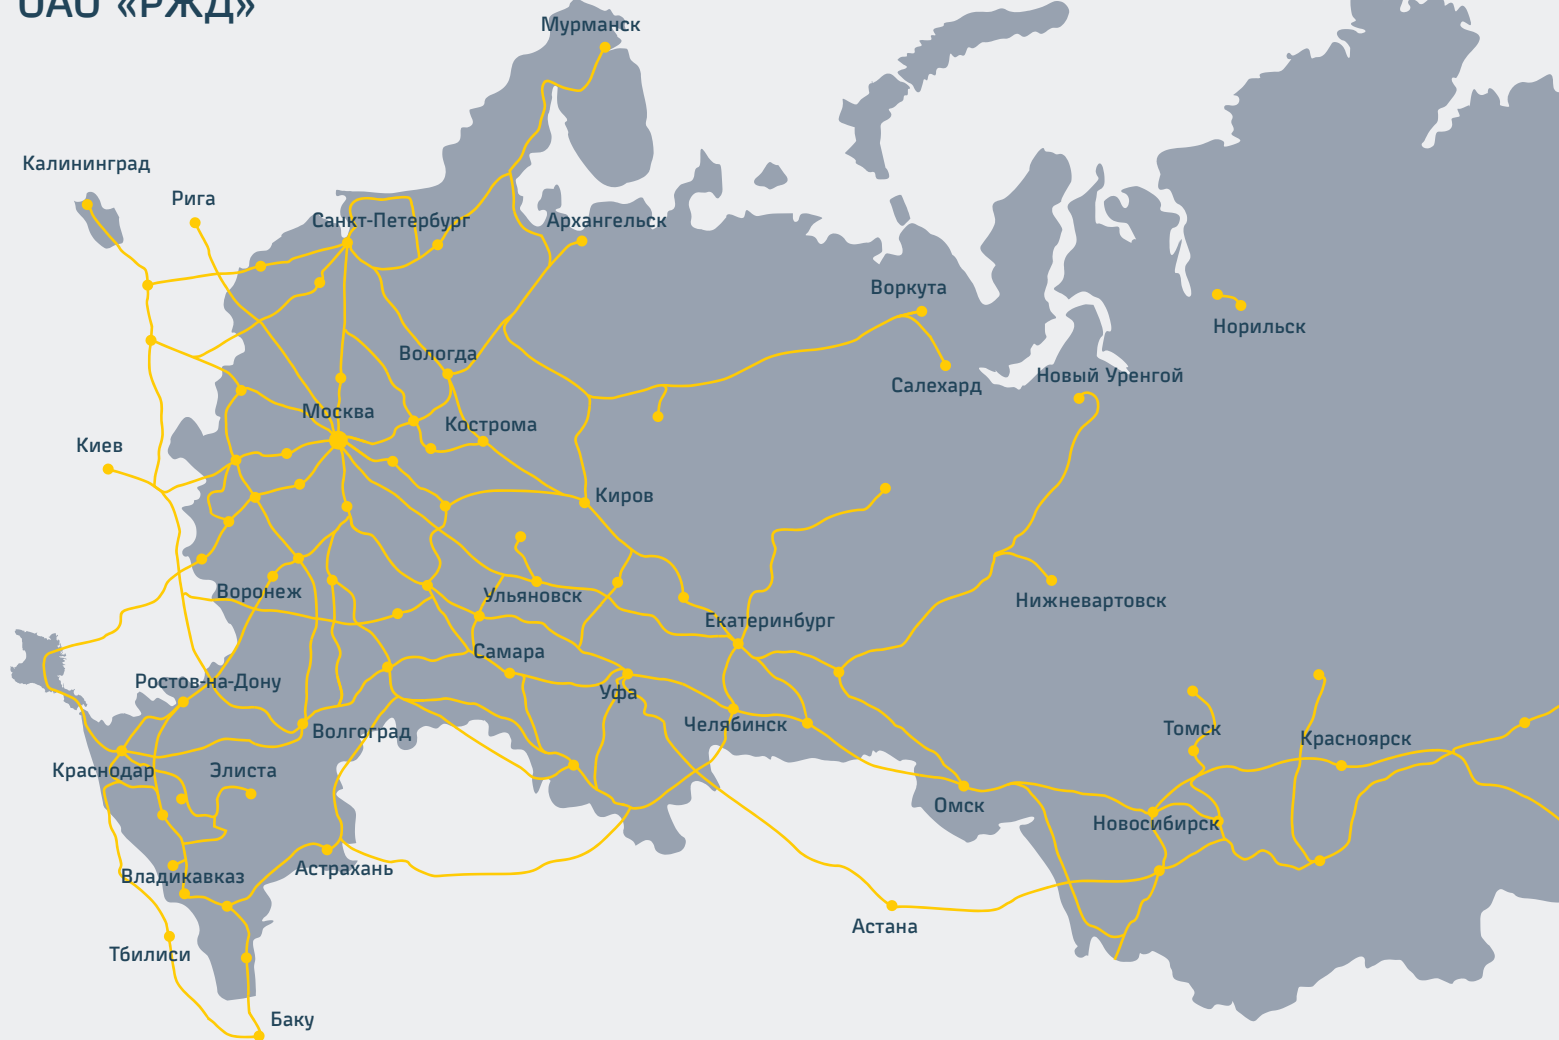 ОАО «РЖД»
Мурманск
Калининград
Рига
Санкт-Петербург
Архангельск
Воркута
Норильск
Вологда
Салехард
Новый Уренгой
Москва
Кострома
Киев
Киров
Воронеж
Ульяновск
Нижневартовск
Екатеринбург
Самара
Ростов-на-Дону
Уфа
Челябинск
Волгоград
Томск
Красноярск
Краснодар
Элиста
Омск
Новосибирск
Владикавказ
Астрахань
Астана
Тбилиси
Баку